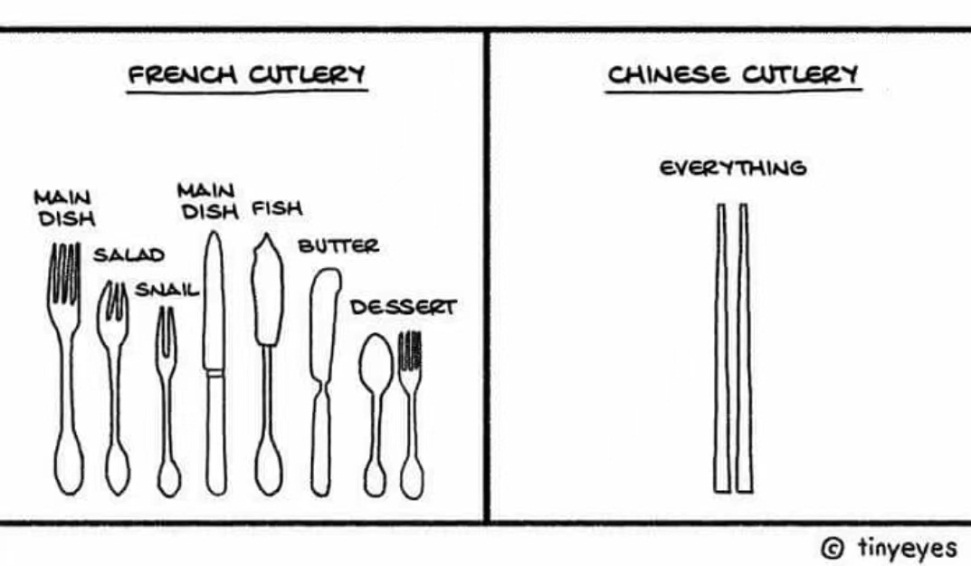 FRENCH CUTLERY
MAIN
DISH
SALAD
SNAIL
MAIN
DISH
FISH
BUTTER
DESSERT
CHINESE CUTLERY
EVERYTHING
© tinyeyes